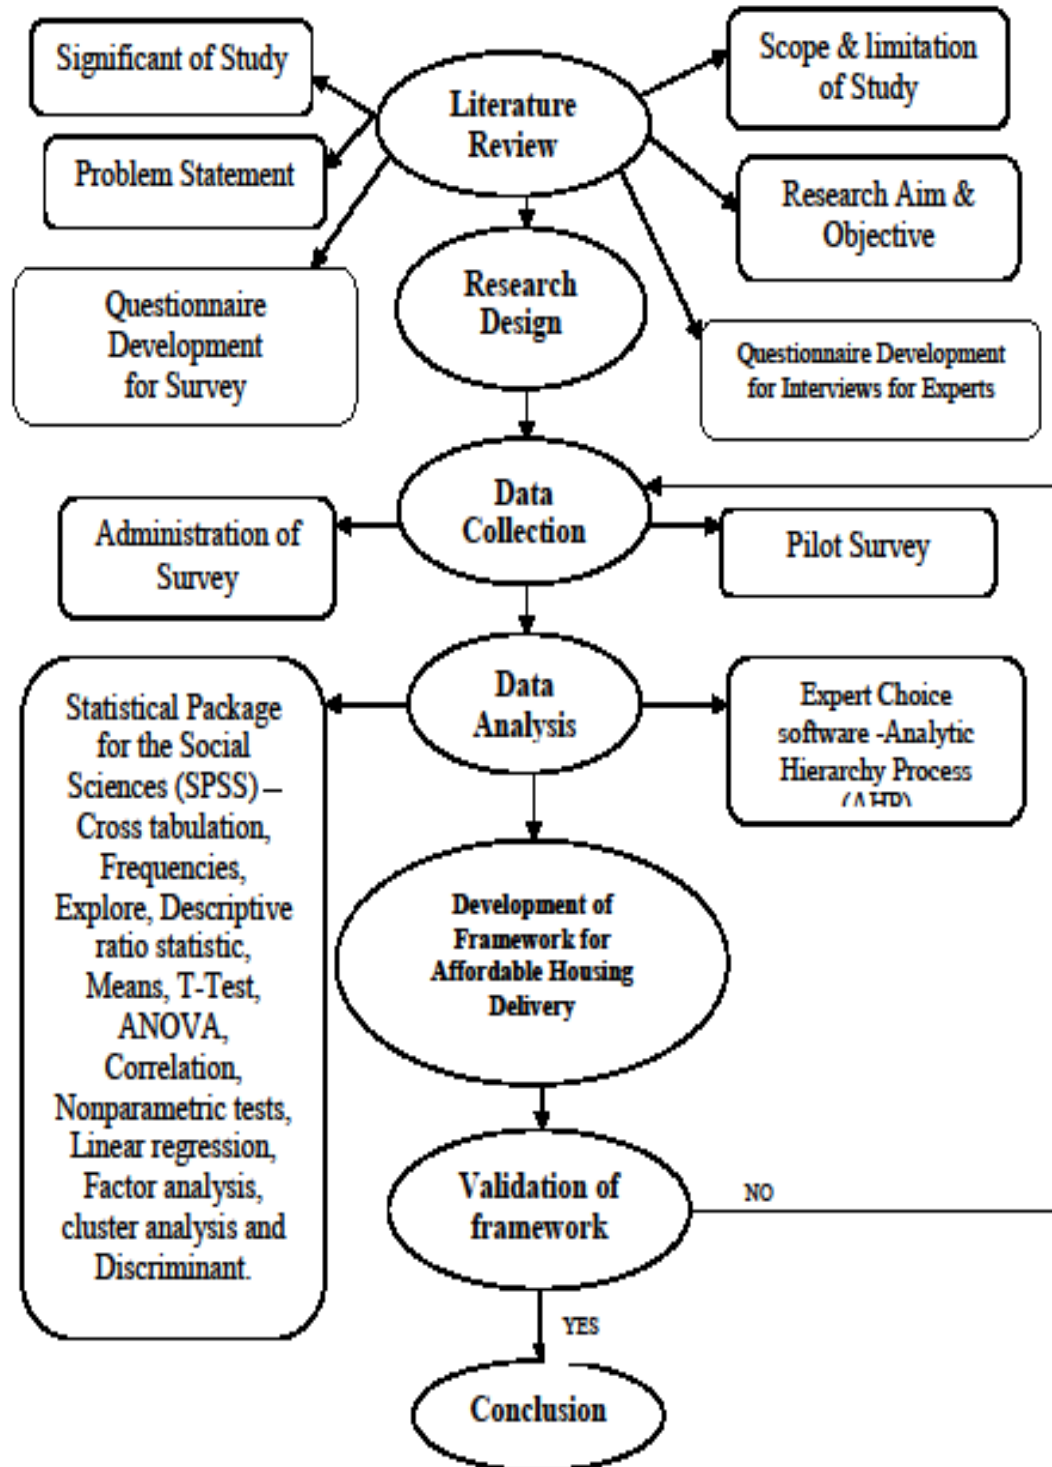 Significant of Study
Literature
Review
Scope & limitation
of Study
Problem Statement
Research Aim &
Objective
Questionnaire
Development
for Survey
Research
Design
Questionnaire Development
for Interviews for Experts
Data
Collection
Administration of
Survey
Pilot Survey
Data
Analysis
Statistical Package
for the Social
Sciences (SPSS) –
Cross tabulation,
Frequencies,
Explore, Descriptive
ratio statistic,
Means, T-Test,
ANOVA,
Correlation,
Nonparametric tests,
Linear regression,
Factor analysis,
cluster analysis and
Discriminant.
Expert Choice
software -Analytic
Hierarchy Process
(AHP)
Development of
Framework for
Affordable Housing
Delivery
Validation of
framework
NO
YES
Conclusion